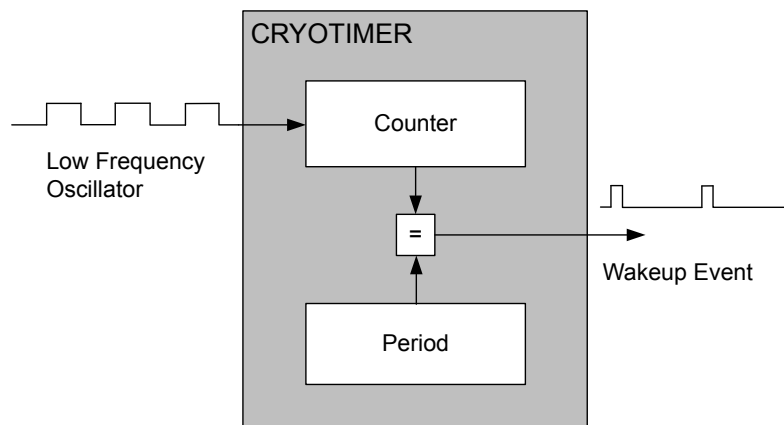 CRYOTIMER
Counter
Low Frequency
Oscillator
=
Wakeup Event
Period